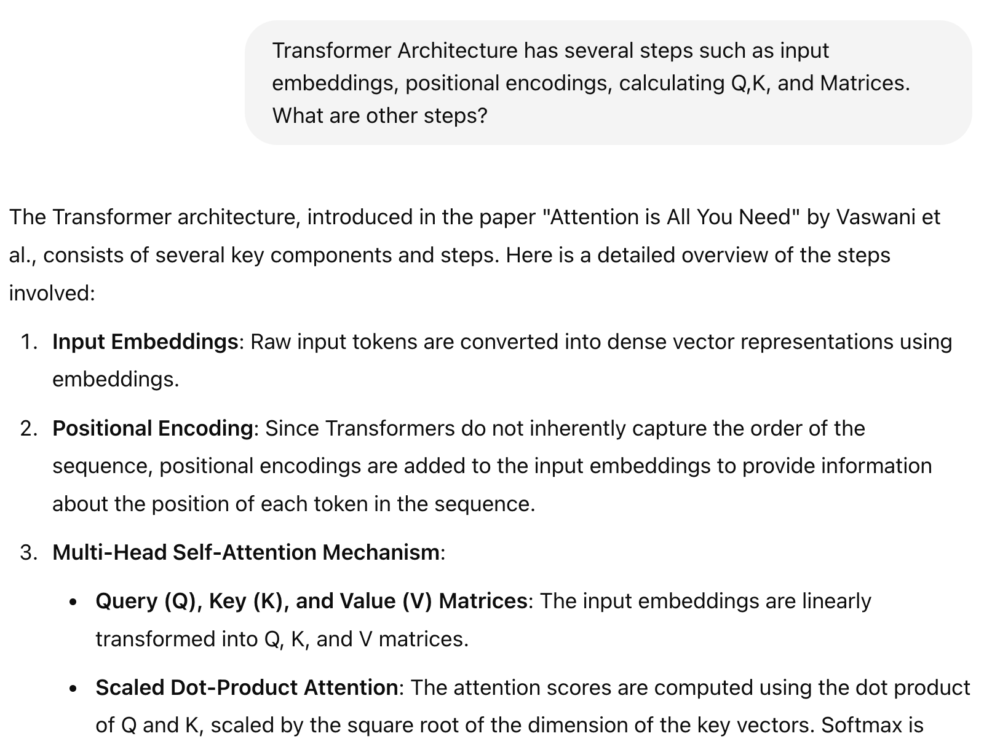 Transformer Architecture has several steps such as input
embeddings, positional encodings, calculating Q,K, and Matrices.
What are other steps?
The Transformer architecture, introduced in the paper "Attention is All You Need" by Vaswani et
al., consists of several key components and steps. Here is a detailed overview of the steps
involved:
1. Input Embeddings: Raw input tokens are converted into dense vector representations using
embeddings.
2. Positional Encoding: Since Transformers do not inherently capture the order of the
sequence, positional encodings are added to the input embeddings to provide information
about the position of each token in the sequence.
3. Multi-Head Self-Attention Mechanism:
• Query (Q), Key (K), and Value (V) Matrices: The input embeddings are linearly
transformed into Q, K, and V matrices.
• Scaled Dot-Product Attention: The attention scores are computed using the dot product
of Q and K, scaled by the square root of the dimension of the key vectors. Softmax is